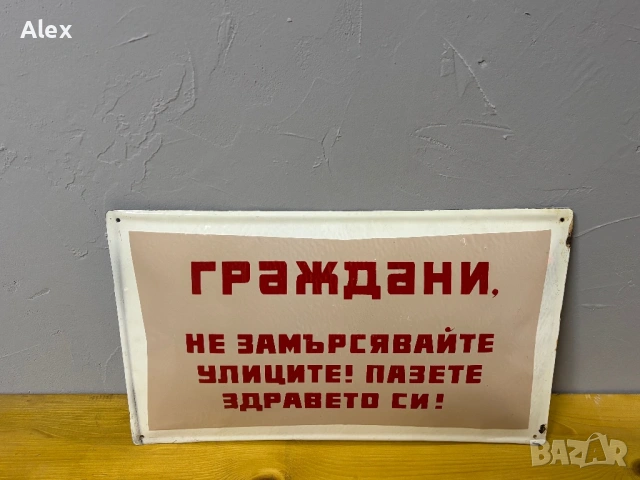 Alex
ГРАЖДАНИ,
НЕ ЗАМЪРСЯВАЙТЕ
УЛИЦИТЕ! ПАЗЕТЕ
ЗДРАВЕТО СИ!
BAZAR